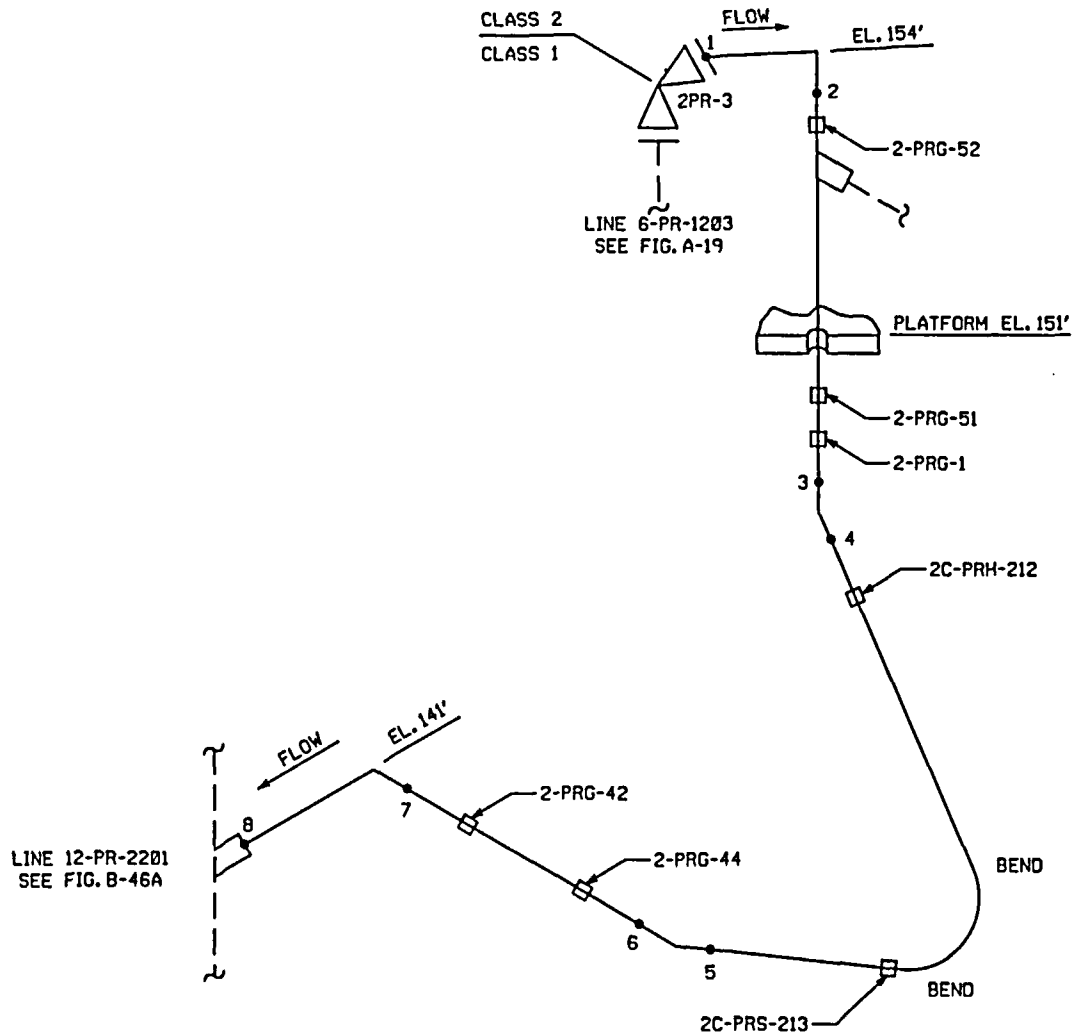 CLASS 2
CLASS 1
FLOW
1
EL. 154'
2PR-3
2
2-PRG-52
LINE 6-PR-1203
SEE FIG. A-19
PLATFORM EL. 151'
2-PRG-51
2-PRG-1
3
4
2C-PRH-212
FLOW
EL. 141'
7
2-PRG-42
8
LINE 12-PR-2201
SEE FIG. B-46A
2-PRG-44
BEND
6
5
BEND
2C-PRS-213